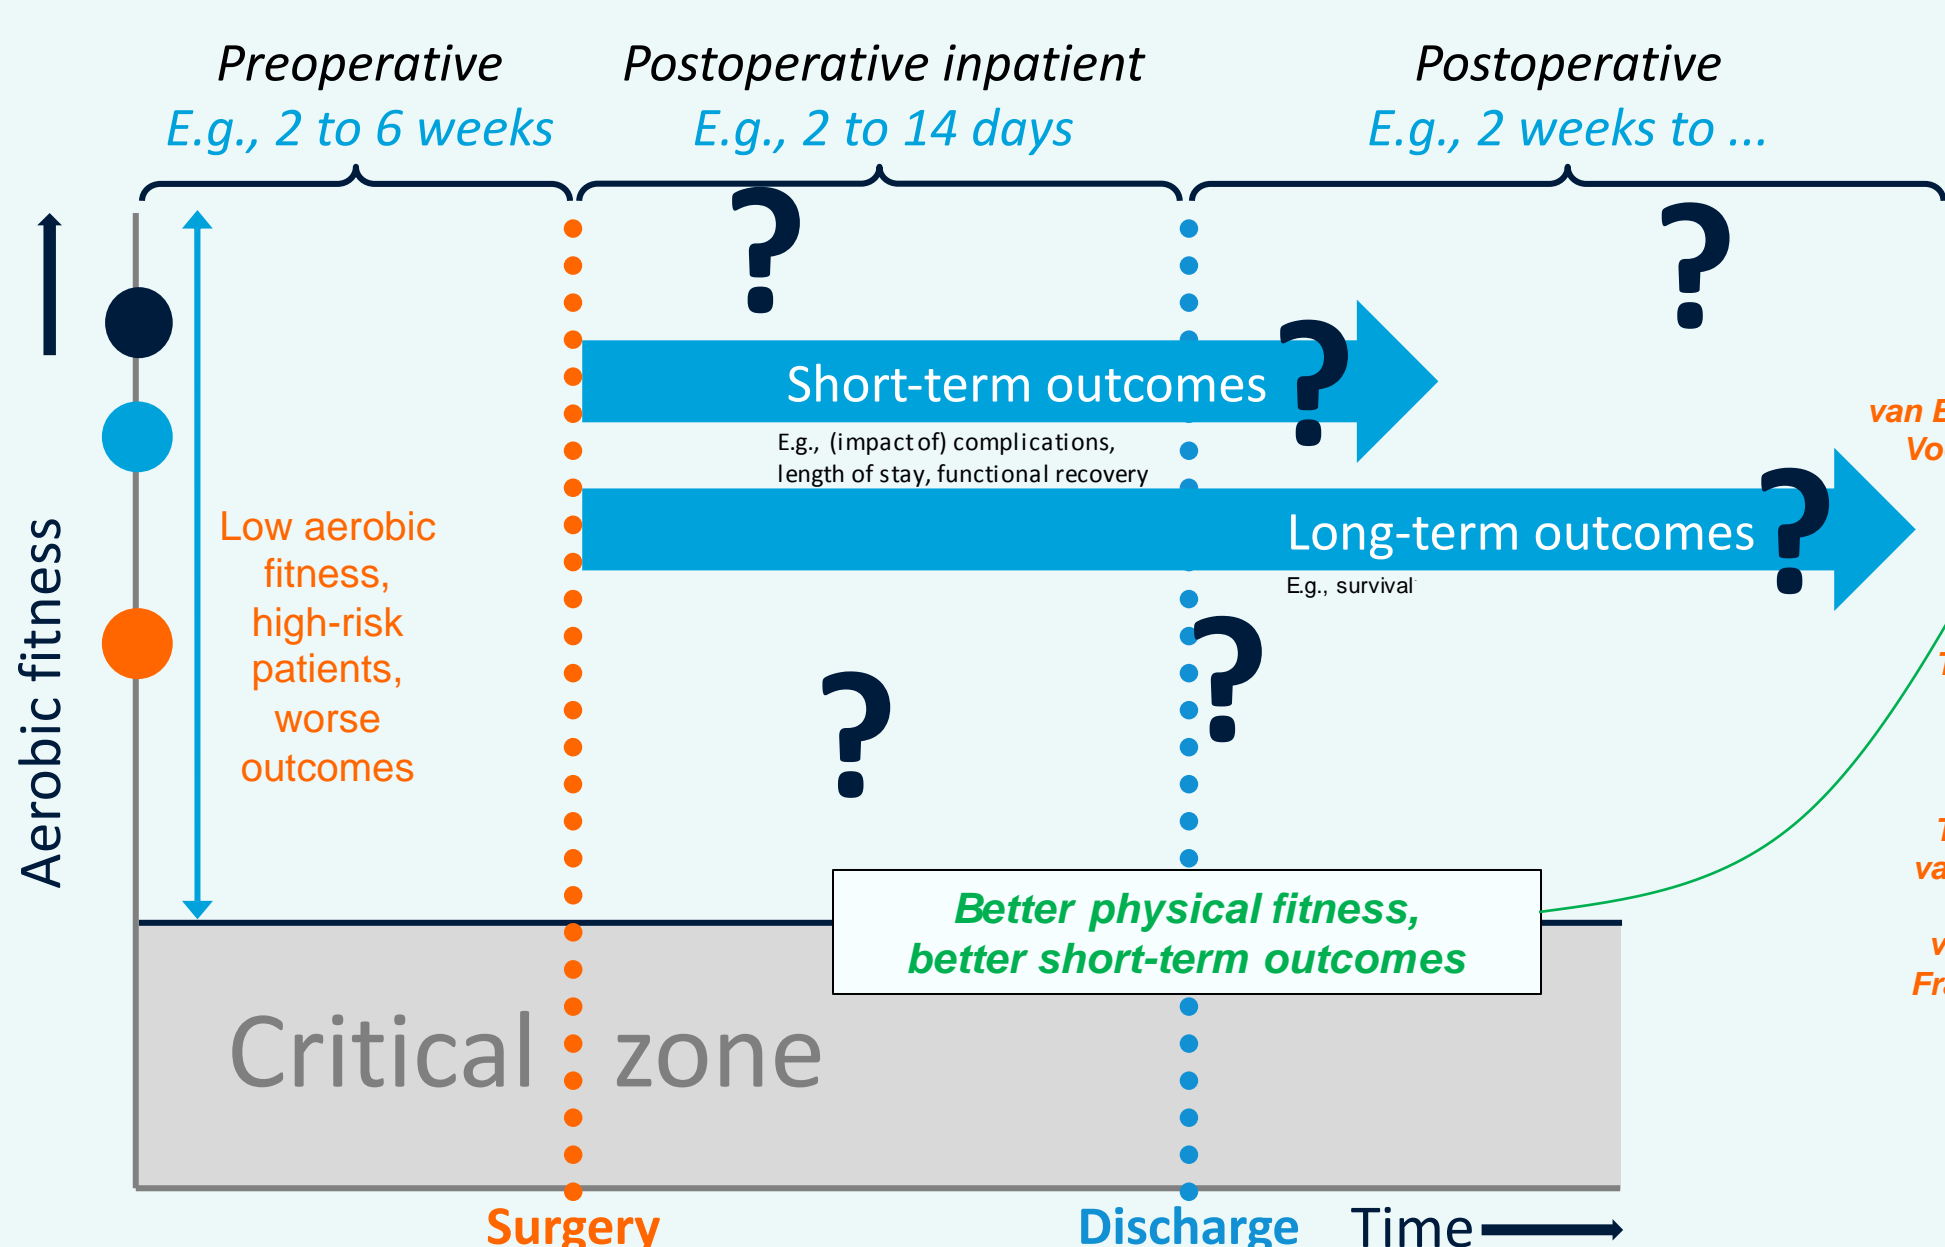 Preoperative
E.g., 2 to 6 weeks
Postoperative inpatient
E.g., 2 to 14 days
Postoperative
E.g., 2 weeks to ...
?
?
Short-term outcomes ?
E.g., (impact of) complications,
length of stay, functional recovery
Long-term outcomes ?
E.g., survival
Aerobic fitness
Low aerobic
fitness,
high-risk
patients,
worse
outcomes
?
?
Better physical fitness,
better short-term outcomes
Critical zone
Surgery
Discharge
Time
van